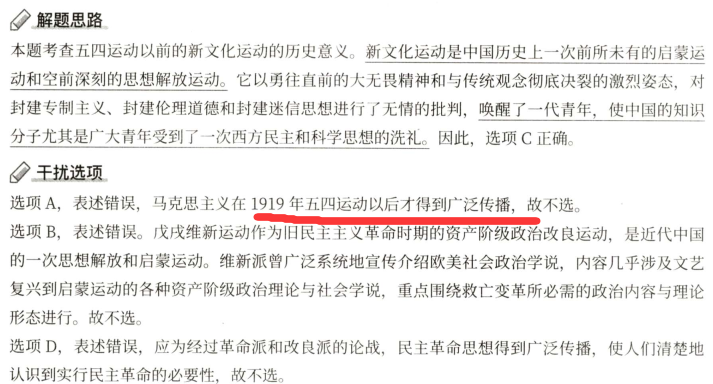 解题思路
本题考查五四运动以前的新文化运动的历史意义。新文化运动是中国历史上一次前所未有的启蒙运
动和空前深刻的思想解放运动。它以勇往直前的大无畏精神和与传统观念彻底决裂的激烈姿态，对
封建专制主义、封建伦理道德和封建迷信思想进行了无情的批判，唤醒了一代青年，使中国的知识
分子尤其是广大青年受到了一次西方民主和科学思想的洗礼。因此，选项 C 正确。
干扰选项
选项 A，表述错误，马克思主义在 1919 年五四运动以后才得到广泛传播，故不选。
选项 B，表述错误。戊戌维新运动作为旧民主主义革命时期的资产阶级政治改良运动，是近代中国
的一次思想解放和启蒙运动。维新派曾广泛系统地宣传介绍欧美社会政治学说，内容几乎涉及文艺
复兴到启蒙运动的各种资产阶级政治理论与社会学说，重点围绕救亡变革所必需的政治内容与理论
形态进行。故不选。
选项 D，表述错误，应为经过革命派和改良派的论战，民主革命思想得到广泛传播，使人们清楚地
认识到实行民主革命的必要性，故不选。